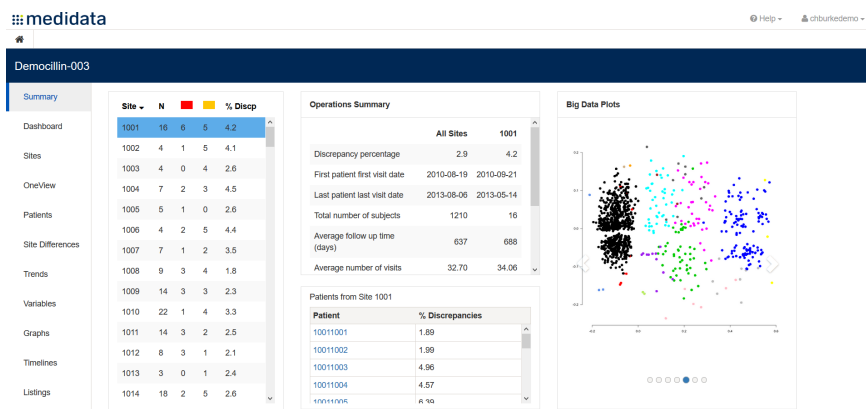 medidata
Help
chburkedemo
Democillin-003
Summary
Dashboard
Sites
OneView
Patients
Site Differences
Trends
Variables
Graphs
Timelines
Listings
Site N % Discp
1001 16 6 5 4.2
1002 4 1 5 4.1
1003 4 0 4 2.6
1004 7 2 3 4.5
1005 5 1 0 2.6
1006 4 2 5 4.4
1007 7 1 2 3.5
1008 9 3 4 1.8
1009 14 3 3 2.3
1010 22 1 4 3.3
1011 14 3 2 2.5
1012 8 3 1 2.1
1013 3 0 1 2.4
1014 18 2 5 2.6
Operations Summary
All Sites 1001
Discrepancy percentage 2.9 4.2
First patient first visit date 2010-08-19 2010-09-21
Last patient last visit date 2013-08-06 2013-05-14
Total number of subjects 1210 16
Average follow up time
(days) 637 688
Average number of visits 32.70 34.06
Patients from Site 1001
Patient % Discrepancies
10011001 1.89
10011002 1.99
10011003 4.96
10011004 4.57
10011005 6.39
Big Data Plots